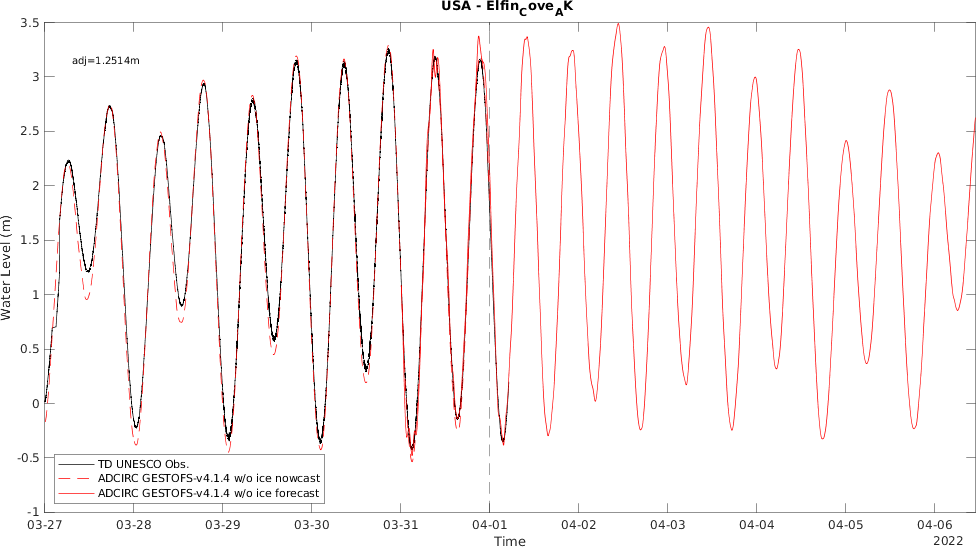 USA - ElfinCoveAK
adj=1.2514m
Water Level (m)
3.5
3
2.5
2
1.5
1
0.5
0
-0.5
-1
TD UNESCO Obs.
ADCIRC GESTOFS-v4.1.4 w/o ice nowcast
ADCIRC GESTOFS-v4.1.4 w/o ice forecast
03-27 03-28 03-29 03-30 03-31 04-01 04-02 04-03 04-04 04-05 04-06
Time
2022